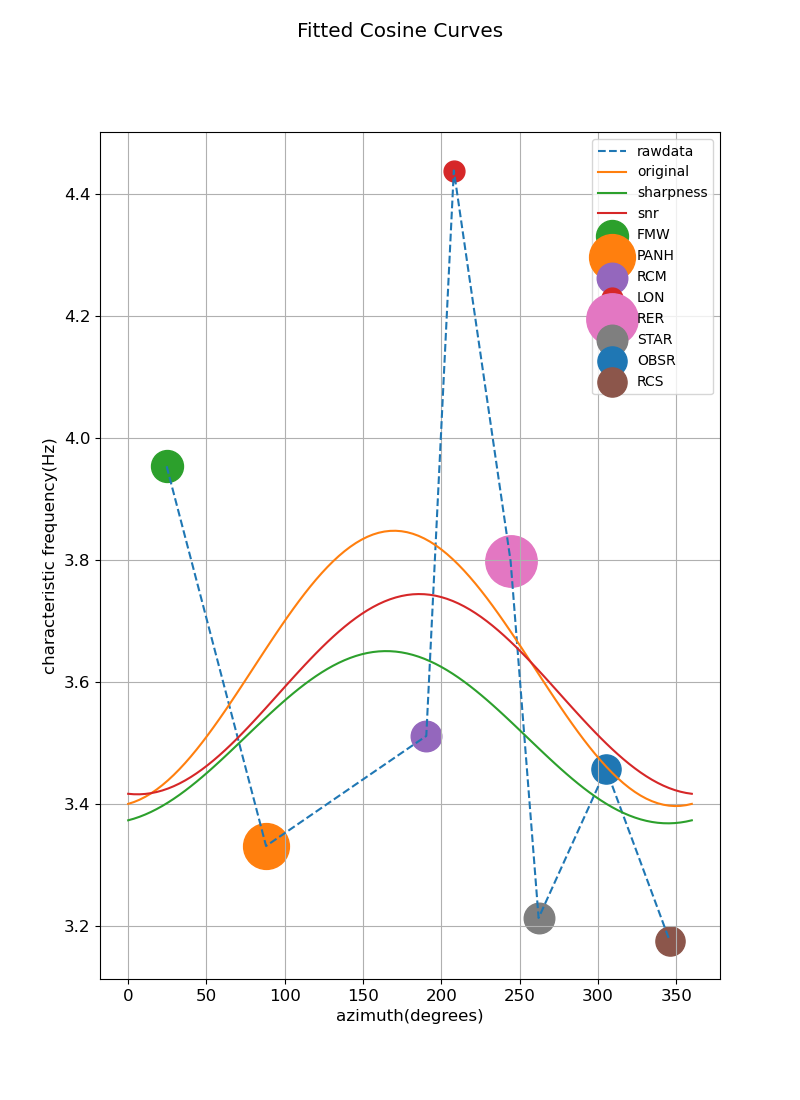 Fitted Cosine Curves
rawdata
original
sharpness
snr
FMW
PANH
RCM
LON
RER
STAR
OBSR
RCS
characteristic frequency(Hz)
4.4
4.2
4.0
3.8
3.6
3.4
3.2
0 50 100 150 200 250 300 350
azimuth(degrees)